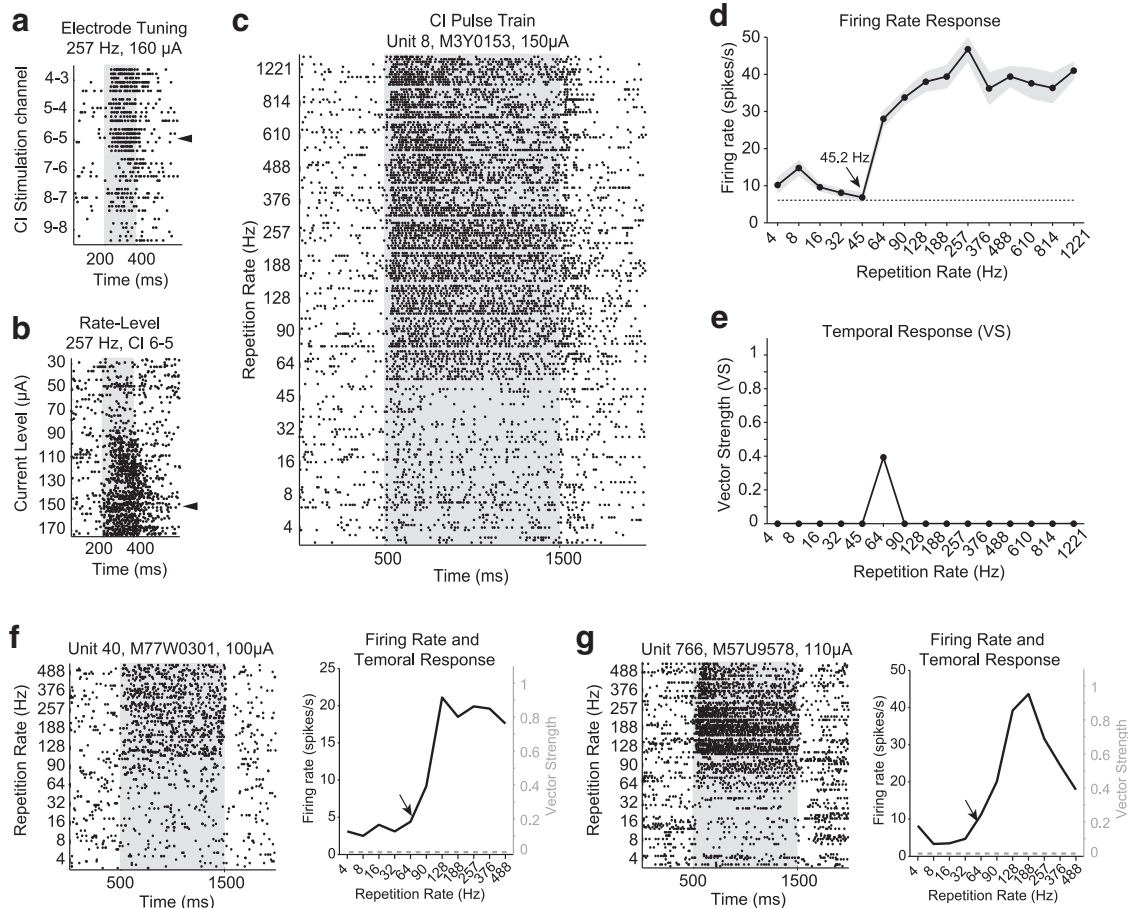 a
Electrode Tuning
257 Hz, 160 µA
CI Stimulation channel
4-3
5-4
6-5
7-6
8-7
9-8
200 400
Time (ms)
b
Rate-Level
257 Hz, CI 6-5
Current Level (µA)
30
50
70
90
110
130
150
170
200 400
Time (ms)
c
CI Pulse Train
Unit 8, M3Y0153, 150µA
Repetition Rate (Hz)
1221
814
610
488
376
257
188
128
90
64
45
32
16
8
4
500 1500
Time (ms)
d
Firing Rate Response
Firing rate (spikes/s)
50
40
30
20
10
0
45.2 Hz
4 8 16 32 45 64 90 128 188 257 376 488 610 814 1221
Repetition Rate (Hz)
e
Temporal Response (VS)
Vector Strength (VS)
1
0.8
0.6
0.4
0.2
0
4 8 16 32 45 64 90 128 188 257 376 488 610 814 1221
Repetition Rate (Hz)
f
Unit 40, M77W0301, 100µA
Repetition Rate (Hz)
488
376
257
188
128
90
64
32
16
8
4
500 1500
Time (ms)
Firing Rate and
Temoral Response
Firing rate (spikes/s)
25
20
15
10
5
0
1
0.8
0.6
0.4
0.2
0
Vector Strength
4 8 16 32 64 90 128 188 257 376 488
Repetition Rate (Hz)
g
Unit 766, M57U9578, 110µA
Repetition Rate (Hz)
488
376
257
188
128
90
64
32
16
8
4
500 1500
Time (ms)
Firing Rate and
Temoral Response
Firing rate (spikes/s)
50
40
30
20
10
0
1
0.8
0.6
0.4
0.2
0
Vector Strength
4 8 16 32 64 90 128 188 257 376 488
Repetition Rate (Hz)